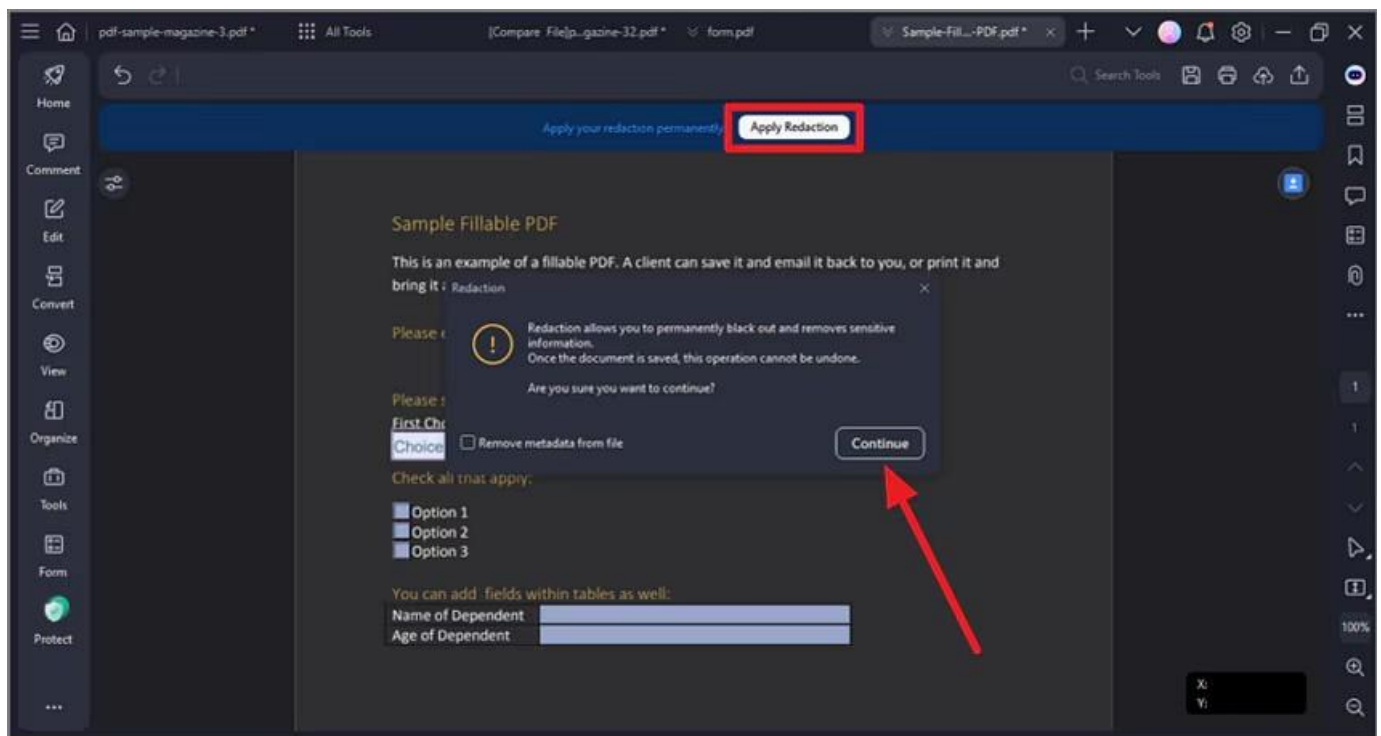 pdf-sample-magazine-3.pdf *
All Tools
[Compare File]p...gazine-32.pdf *
form.pdf
Sample-Fill...-PDF.pdf *
Search Tools
Home
Apply your redaction permanently
Apply Redaction
Comment
Edit
Convert
View
Organize
Tools
Form
Protect
Sample Fillable PDF
This is an example of a fillable PDF. A client can save it and email it back to you, or print it and
bring it
Please
Please
First Cho
Choice
Redaction
Redaction allows you to permanently black out and removes sensitive
information.
Once the document is saved, this operation cannot be undone.
Are you sure you want to continue?
Remove metadata from file
Continue
Check all that apply:
Option 1
Option 2
Option 3
You can add fields within tables as well:
Name of Dependent
Age of Dependent
1
1
100%
X:
Y: